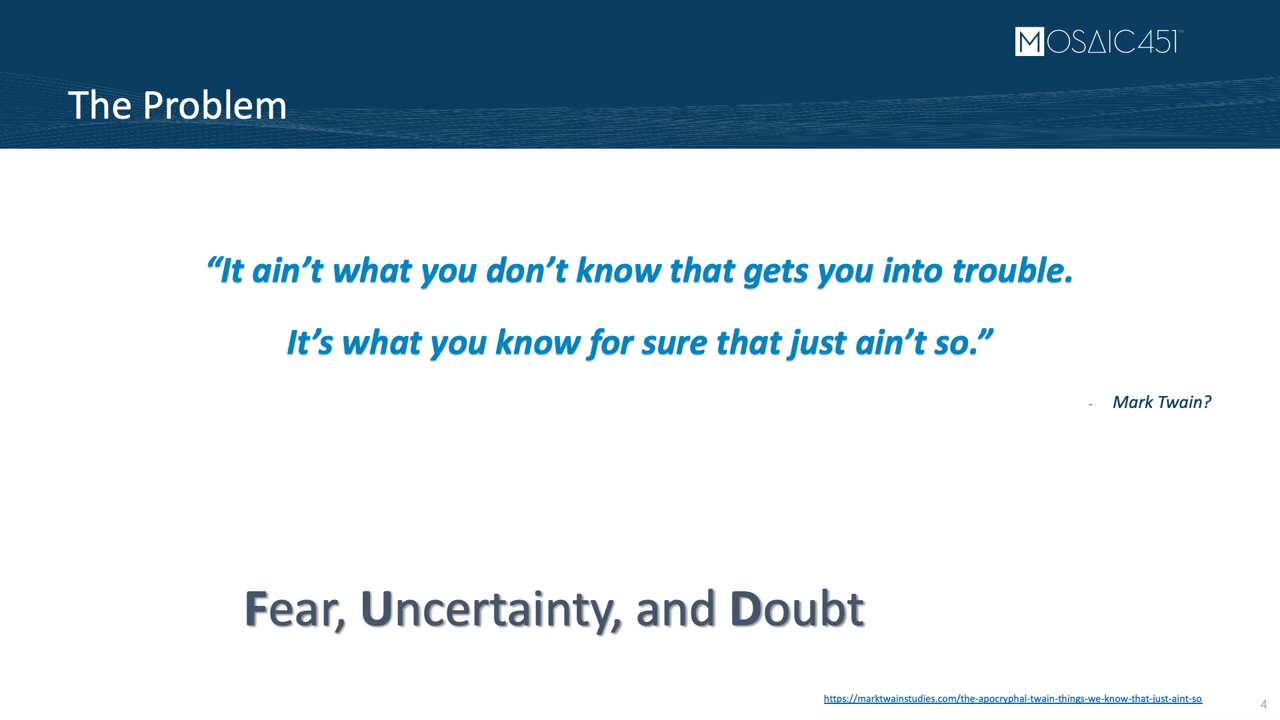 MOSAIC451™
The Problem
“It ain’t what you don’t know that gets you into trouble.
It’s what you know for sure that just ain’t so.”
- Mark Twain?
Fear, Uncertainty, and Doubt
https://marktwainstudies.com/the-apocryphal-twain-things-we-know-that-just-aint-so
4